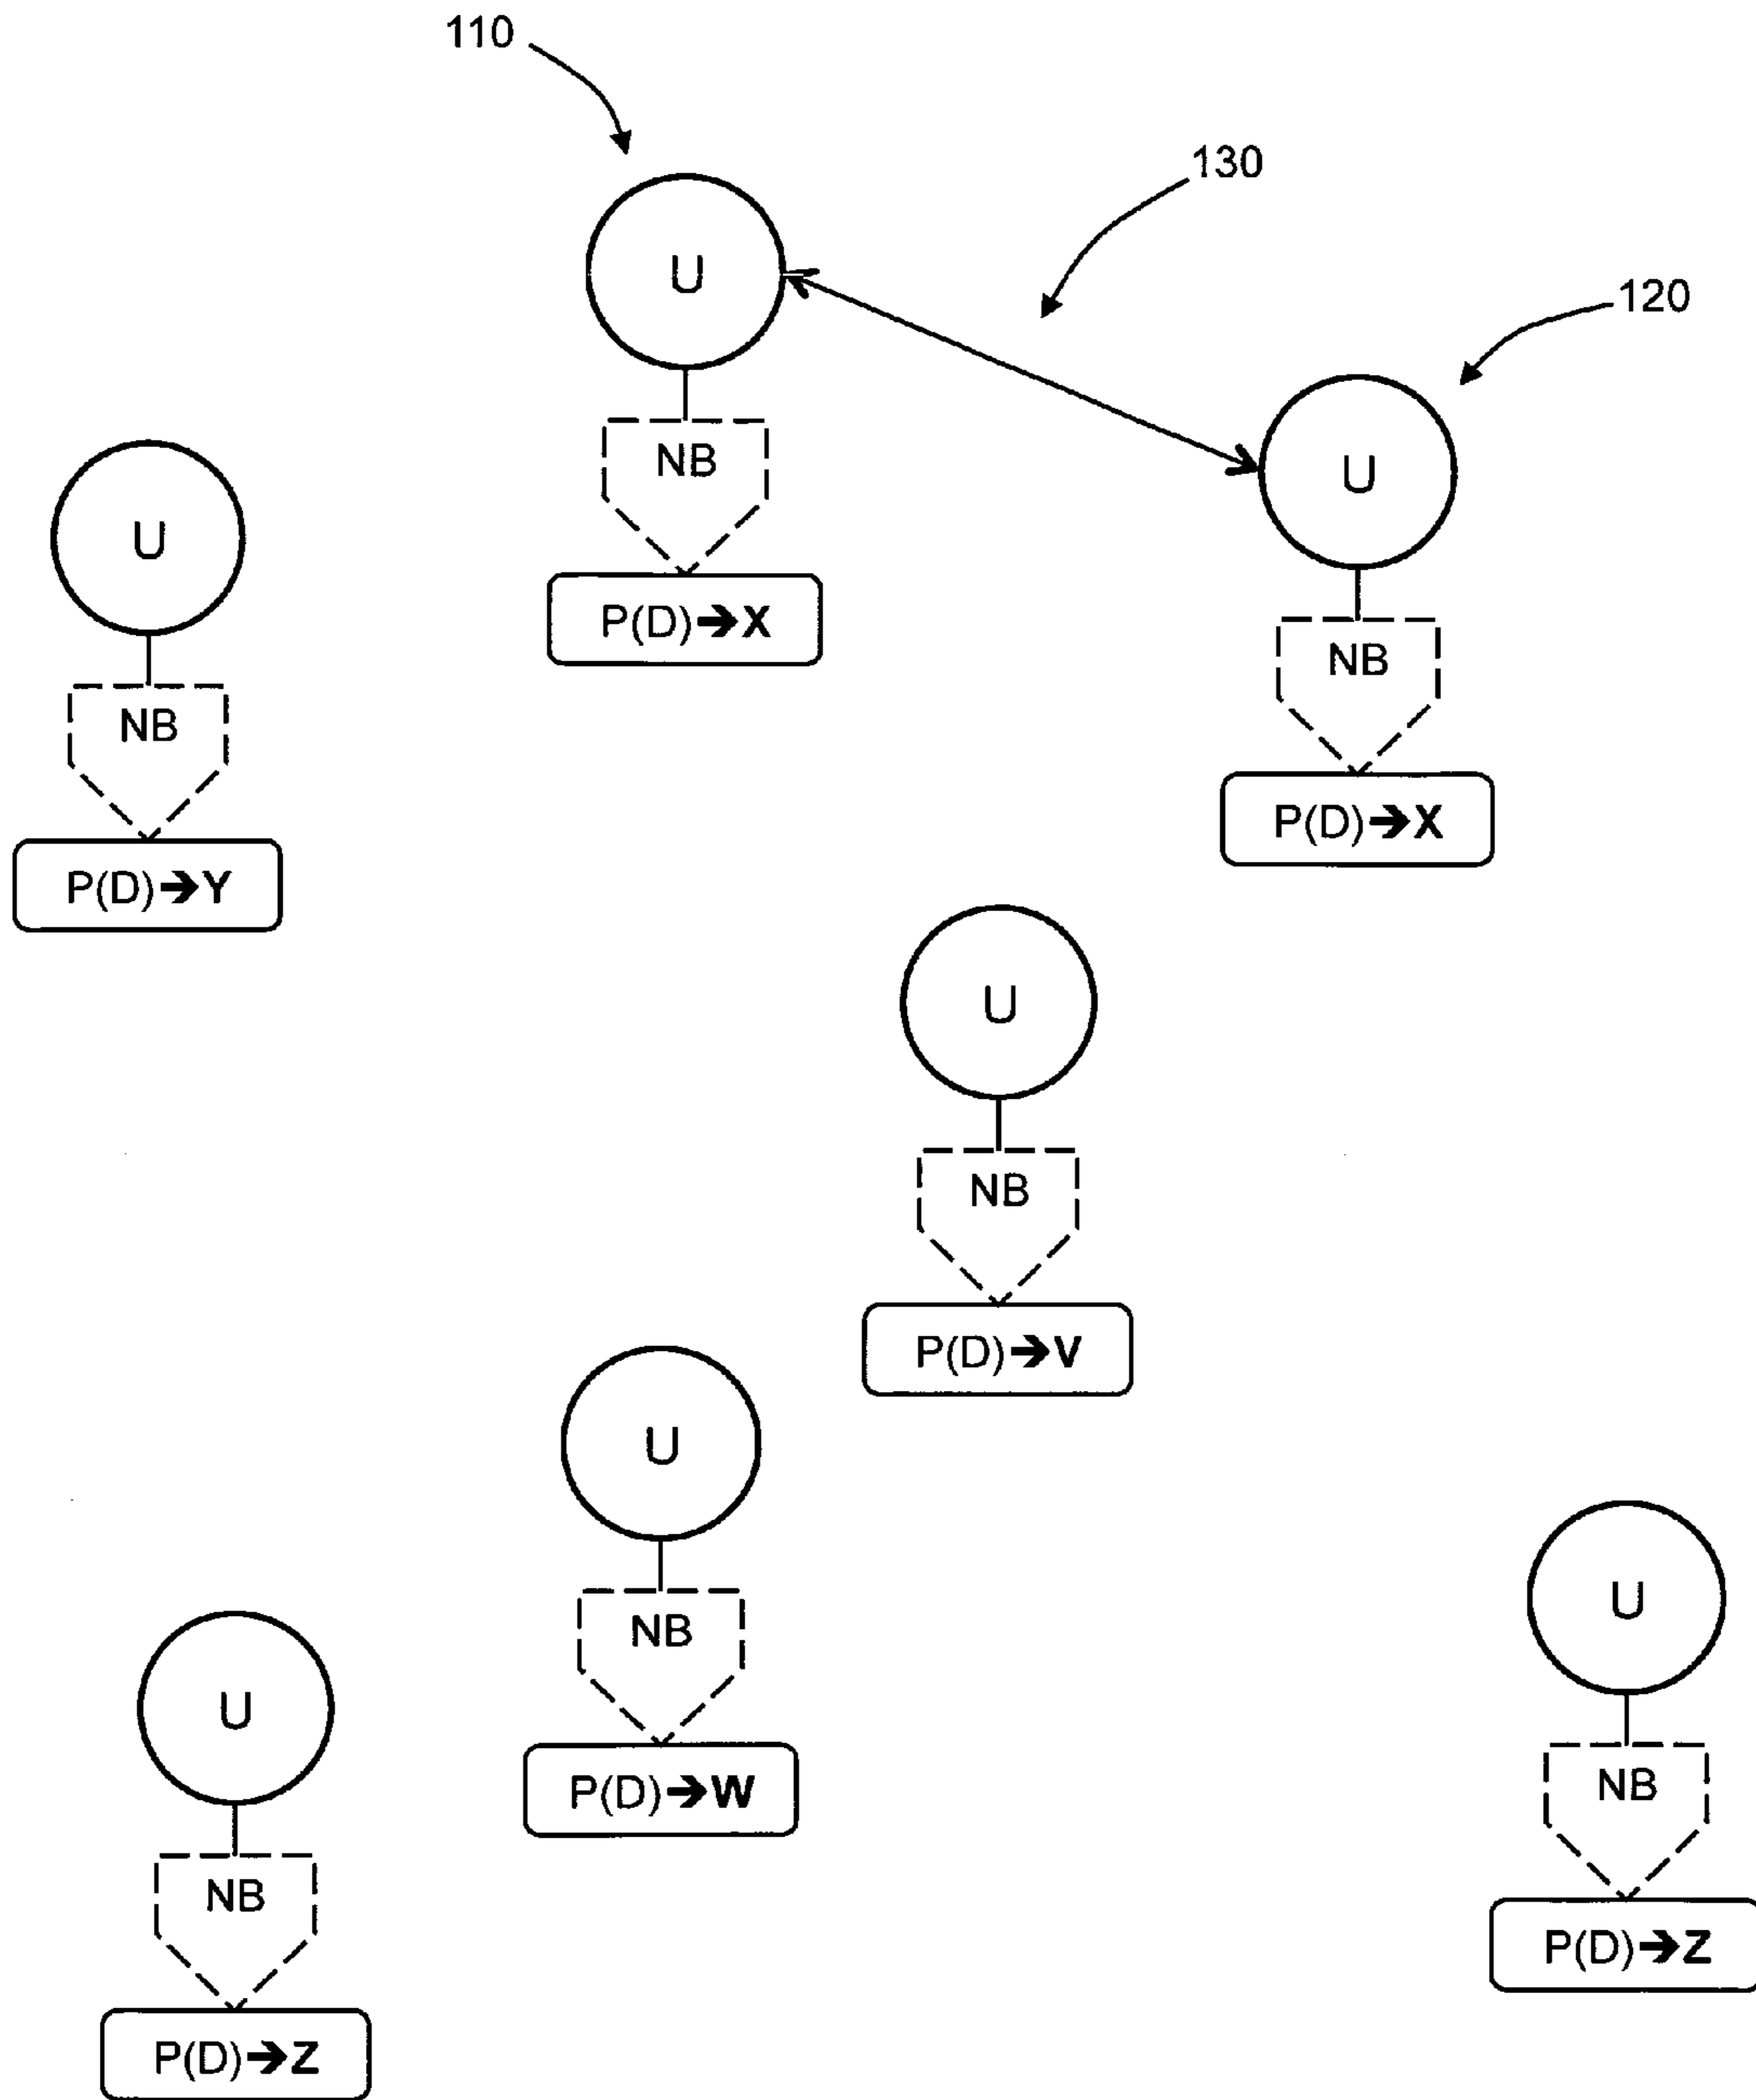 110
130
120
U
NB
P(D)➔X
U
NB
P(D)➔X
U
NB
P(D)➔Y
U
NB
P(D)➔V
U
NB
P(D)➔W
U
NB
P(D)➔Z
U
NB
P(D)➔Z